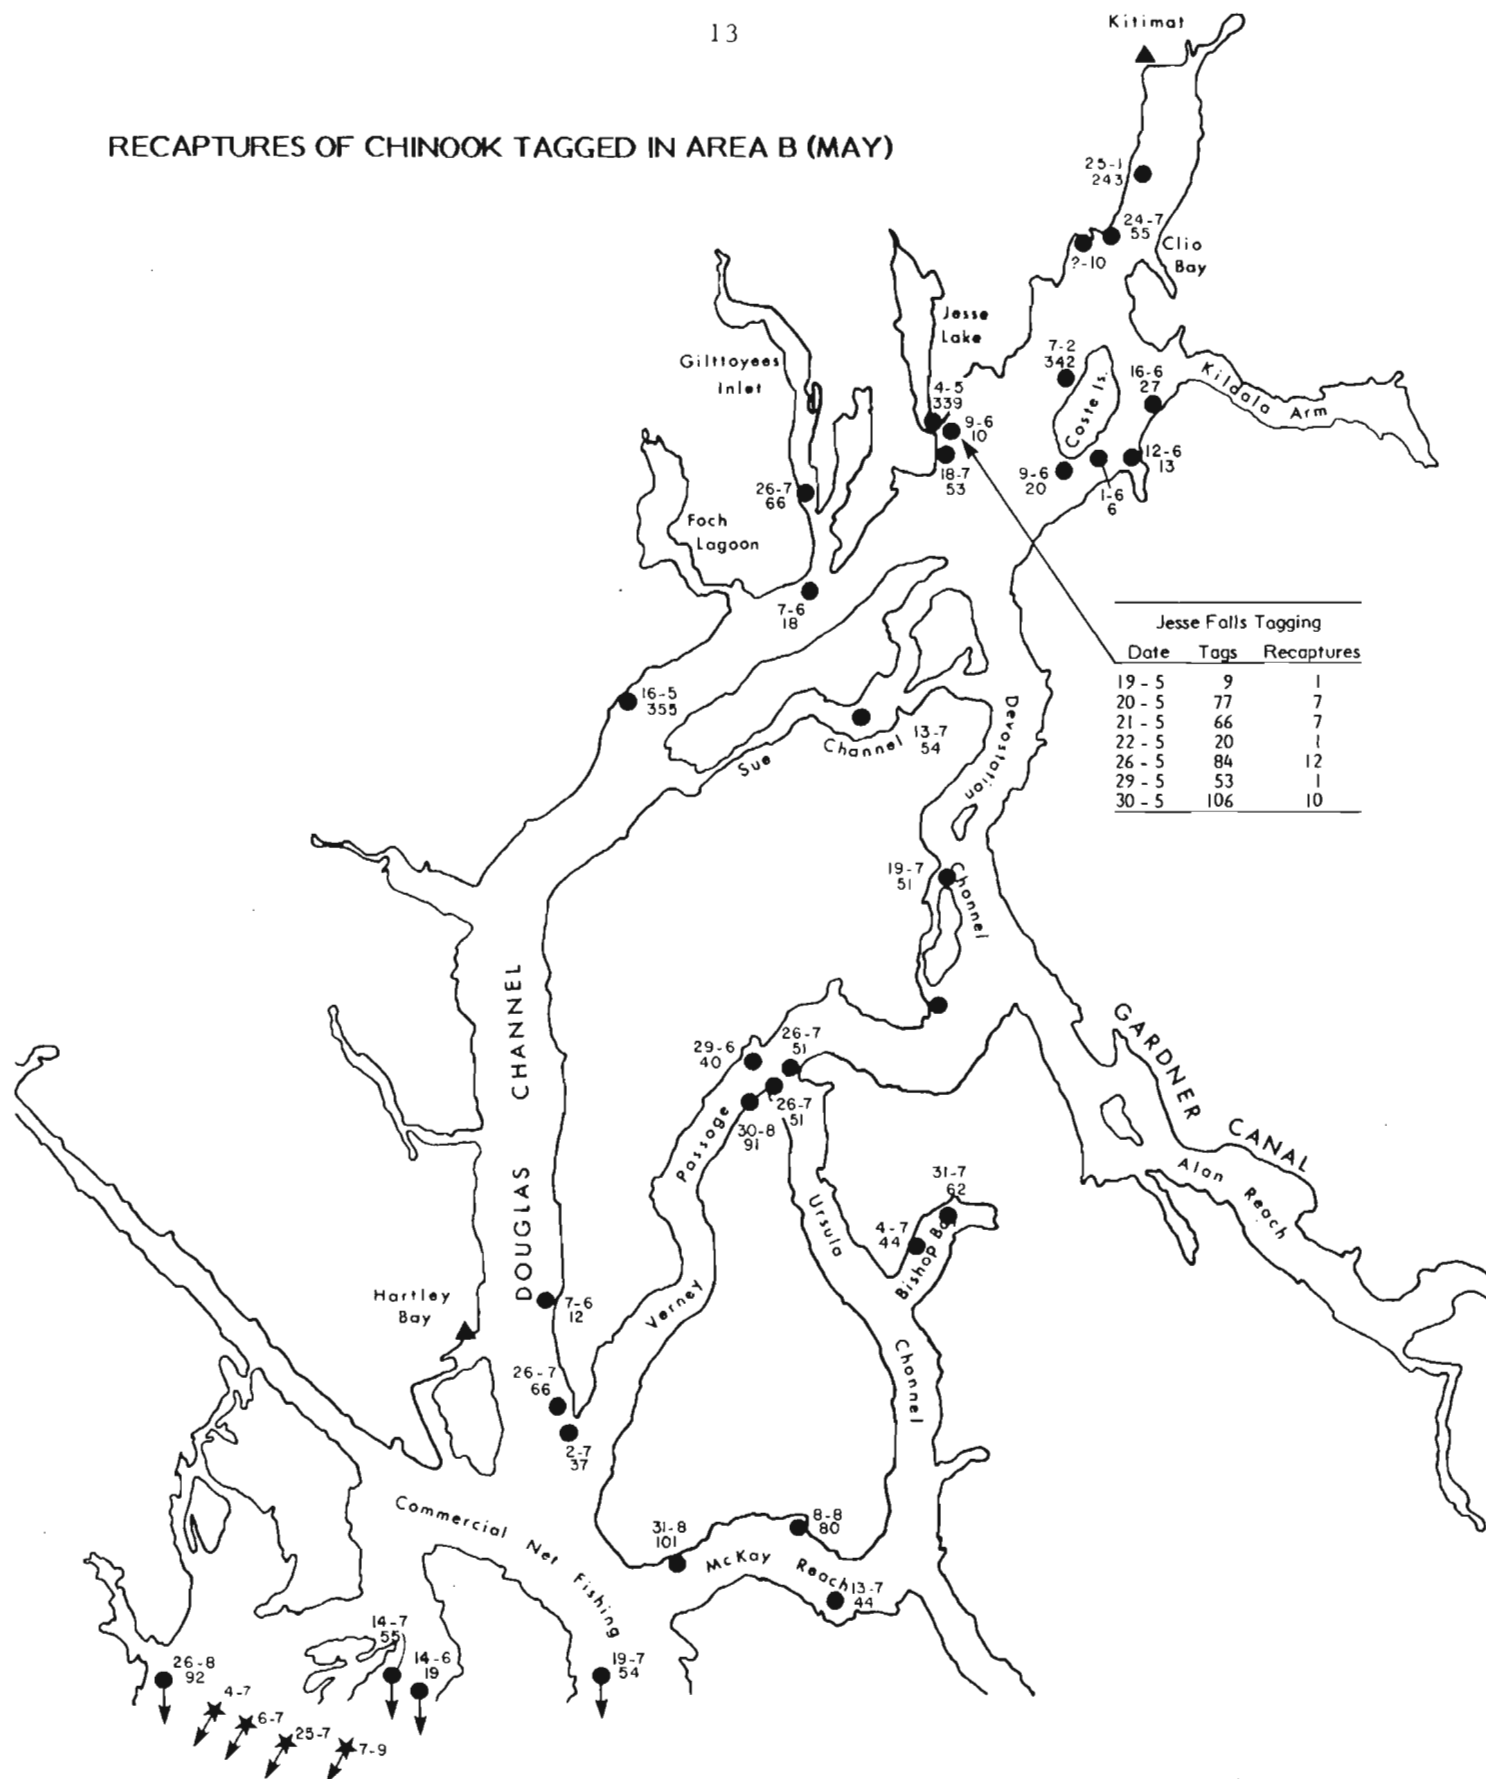 13
Kitimat
RECAPTURES OF CHINOOK TAGGED IN AREA B (MAY)
25-1
243
24-7
55
?-10
Clio
Bay
Jesse
Lake
Gilttoyees
Inlet
7-2
342
Coste Is.
16-6
27
Kildala Arm
4-5
339
9-6
10
18-7
53
9-6
20
1-6
6
12-6
13
26-7
66
Foch
Lagoon
7-6
18
Jesse Falls Tagging
Date Tags Recaptures
19-5 9 1
20-5 77 7
21-5 66 7
22-5 20 1
26-5 84 12
29-5 53 1
30-5 106 10
16-5
355
Sue Channel
13-7
54
Devastation
Channel
19-7
51
DOUGLAS CHANNEL
GARDNER CANAL
Alan Reach
29-6
40
26-7
51
26-7
51
30-8
91
Verney Passage
Ursula
Channel
31-7
62
4-7
44
Bishop Bay
Hartley
Bay
7-6
12
26-7
66
2-7
37
Commercial Net Fishing
31-8
101
8-8
80
McKay Reach
13-7
44
14-7
55
14-6
19
19-7
54
26-8
92
4-7
6-7
25-7
7-9